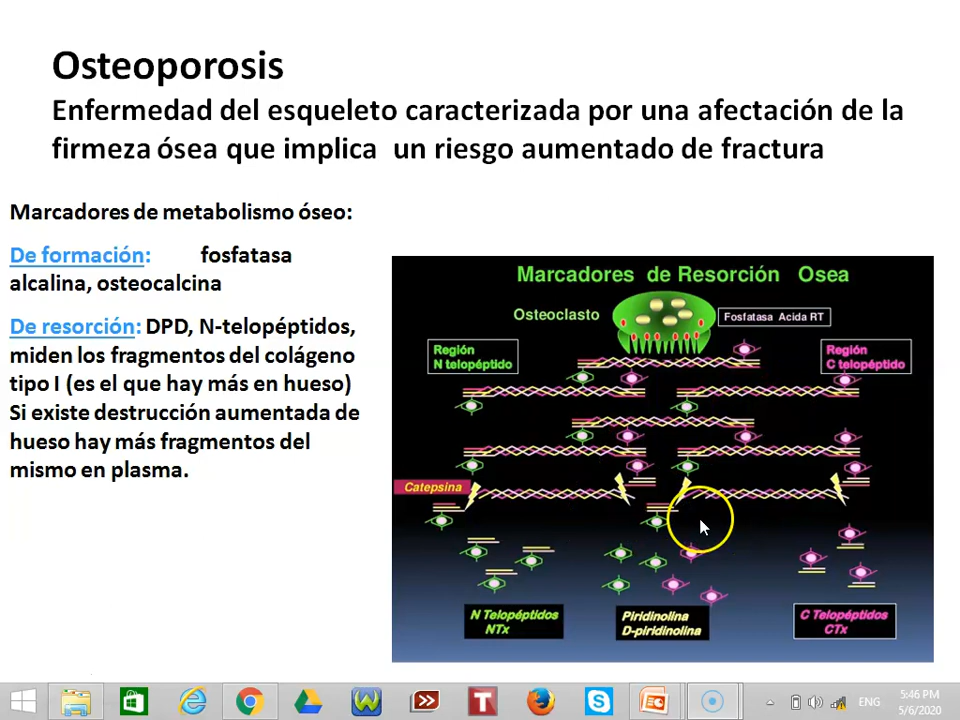 Osteoporosis
Enfermedad del esqueleto caracterizada por una afectación de la
firmeza ósea que implica un riesgo aumentado de fractura
Marcadores de metabolismo óseo:
De formación: fosfatasa
alcalina, osteocalcina
De resorción: DPD, N-telopéptidos,
miden los fragmentos del colágeno
tipo I (es el que hay más en hueso)
Si existe destrucción aumentada de
hueso hay más fragmentos del
mismo en plasma.
Marcadores de Resorción Osea
Osteoclasto
Fosfatasa Acida RT
Región
N telopéptido
Región
C telopéptido
Catepsina
N Telopéptidos
NTx
Piridinolina
D-piridinolina
C Telopéptidos
CTx
ENG
5:46 PM
5/6/2020